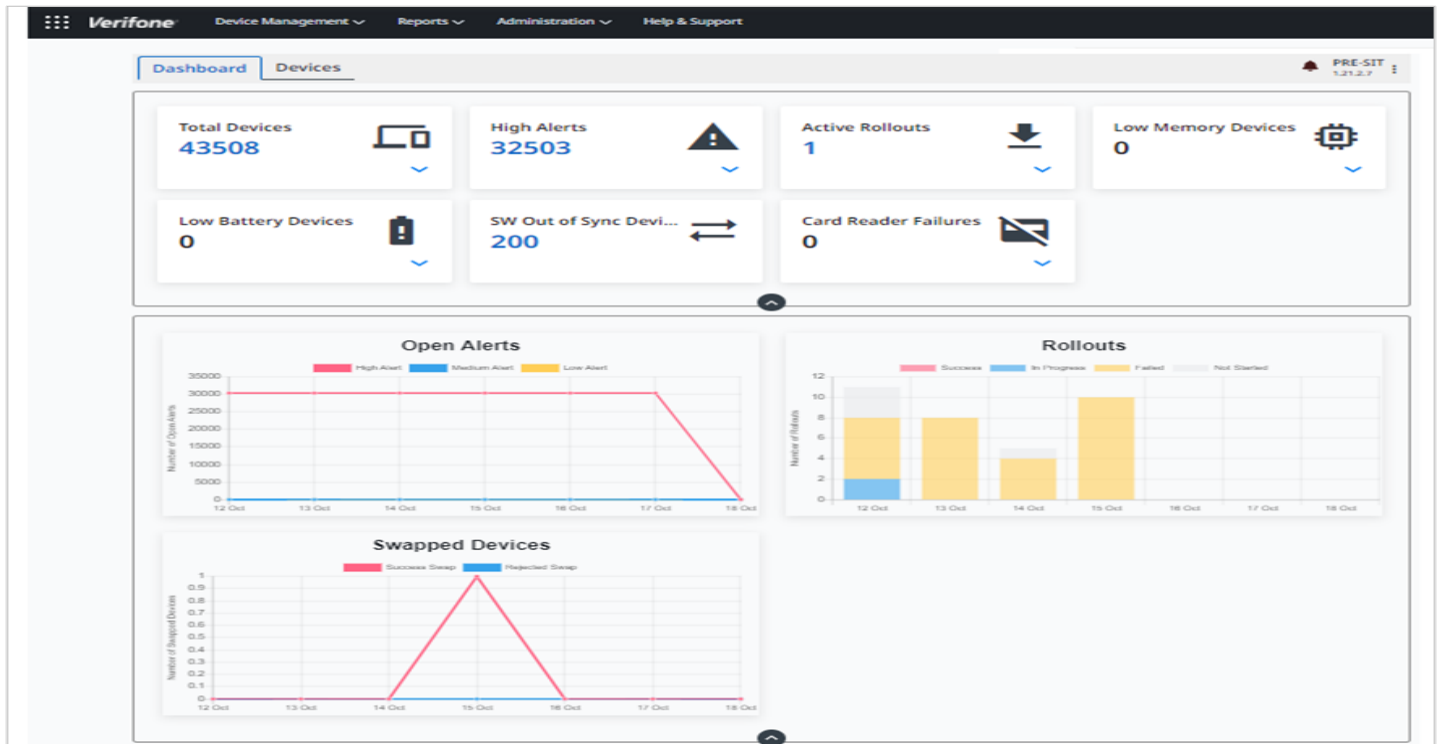 Verifone Device Management Reports Administration Help & Support
Dashboard Devices PRE-SIT
1.21.2.7
Total Devices
43508
High Alerts
32503
Active Rollouts
1
Low Memory Devices
0
Low Battery Devices
0
SW Out of Sync Devi...
200
Card Reader Failures
0
Open Alerts
High Alert Medium Alert Low Alert
Number of Open Alerts
35000
30000
25000
20000
15000
10000
5000
0
12 Oct 13 Oct 14 Oct 15 Oct 16 Oct 17 Oct 18 Oct
Rollouts
Success In Progress Failed Not Started
Number of Rollouts
12
10
8
6
4
2
0
12 Oct 13 Oct 14 Oct 15 Oct 16 Oct 17 Oct 18 Oct
Swapped Devices
Success Swap Rejected Swap
Number of Swapped Devices
1
0.9
0.8
0.7
0.6
0.5
0.4
0.3
0.2
0.1
0
12 Oct 13 Oct 14 Oct 15 Oct 16 Oct 17 Oct 18 Oct